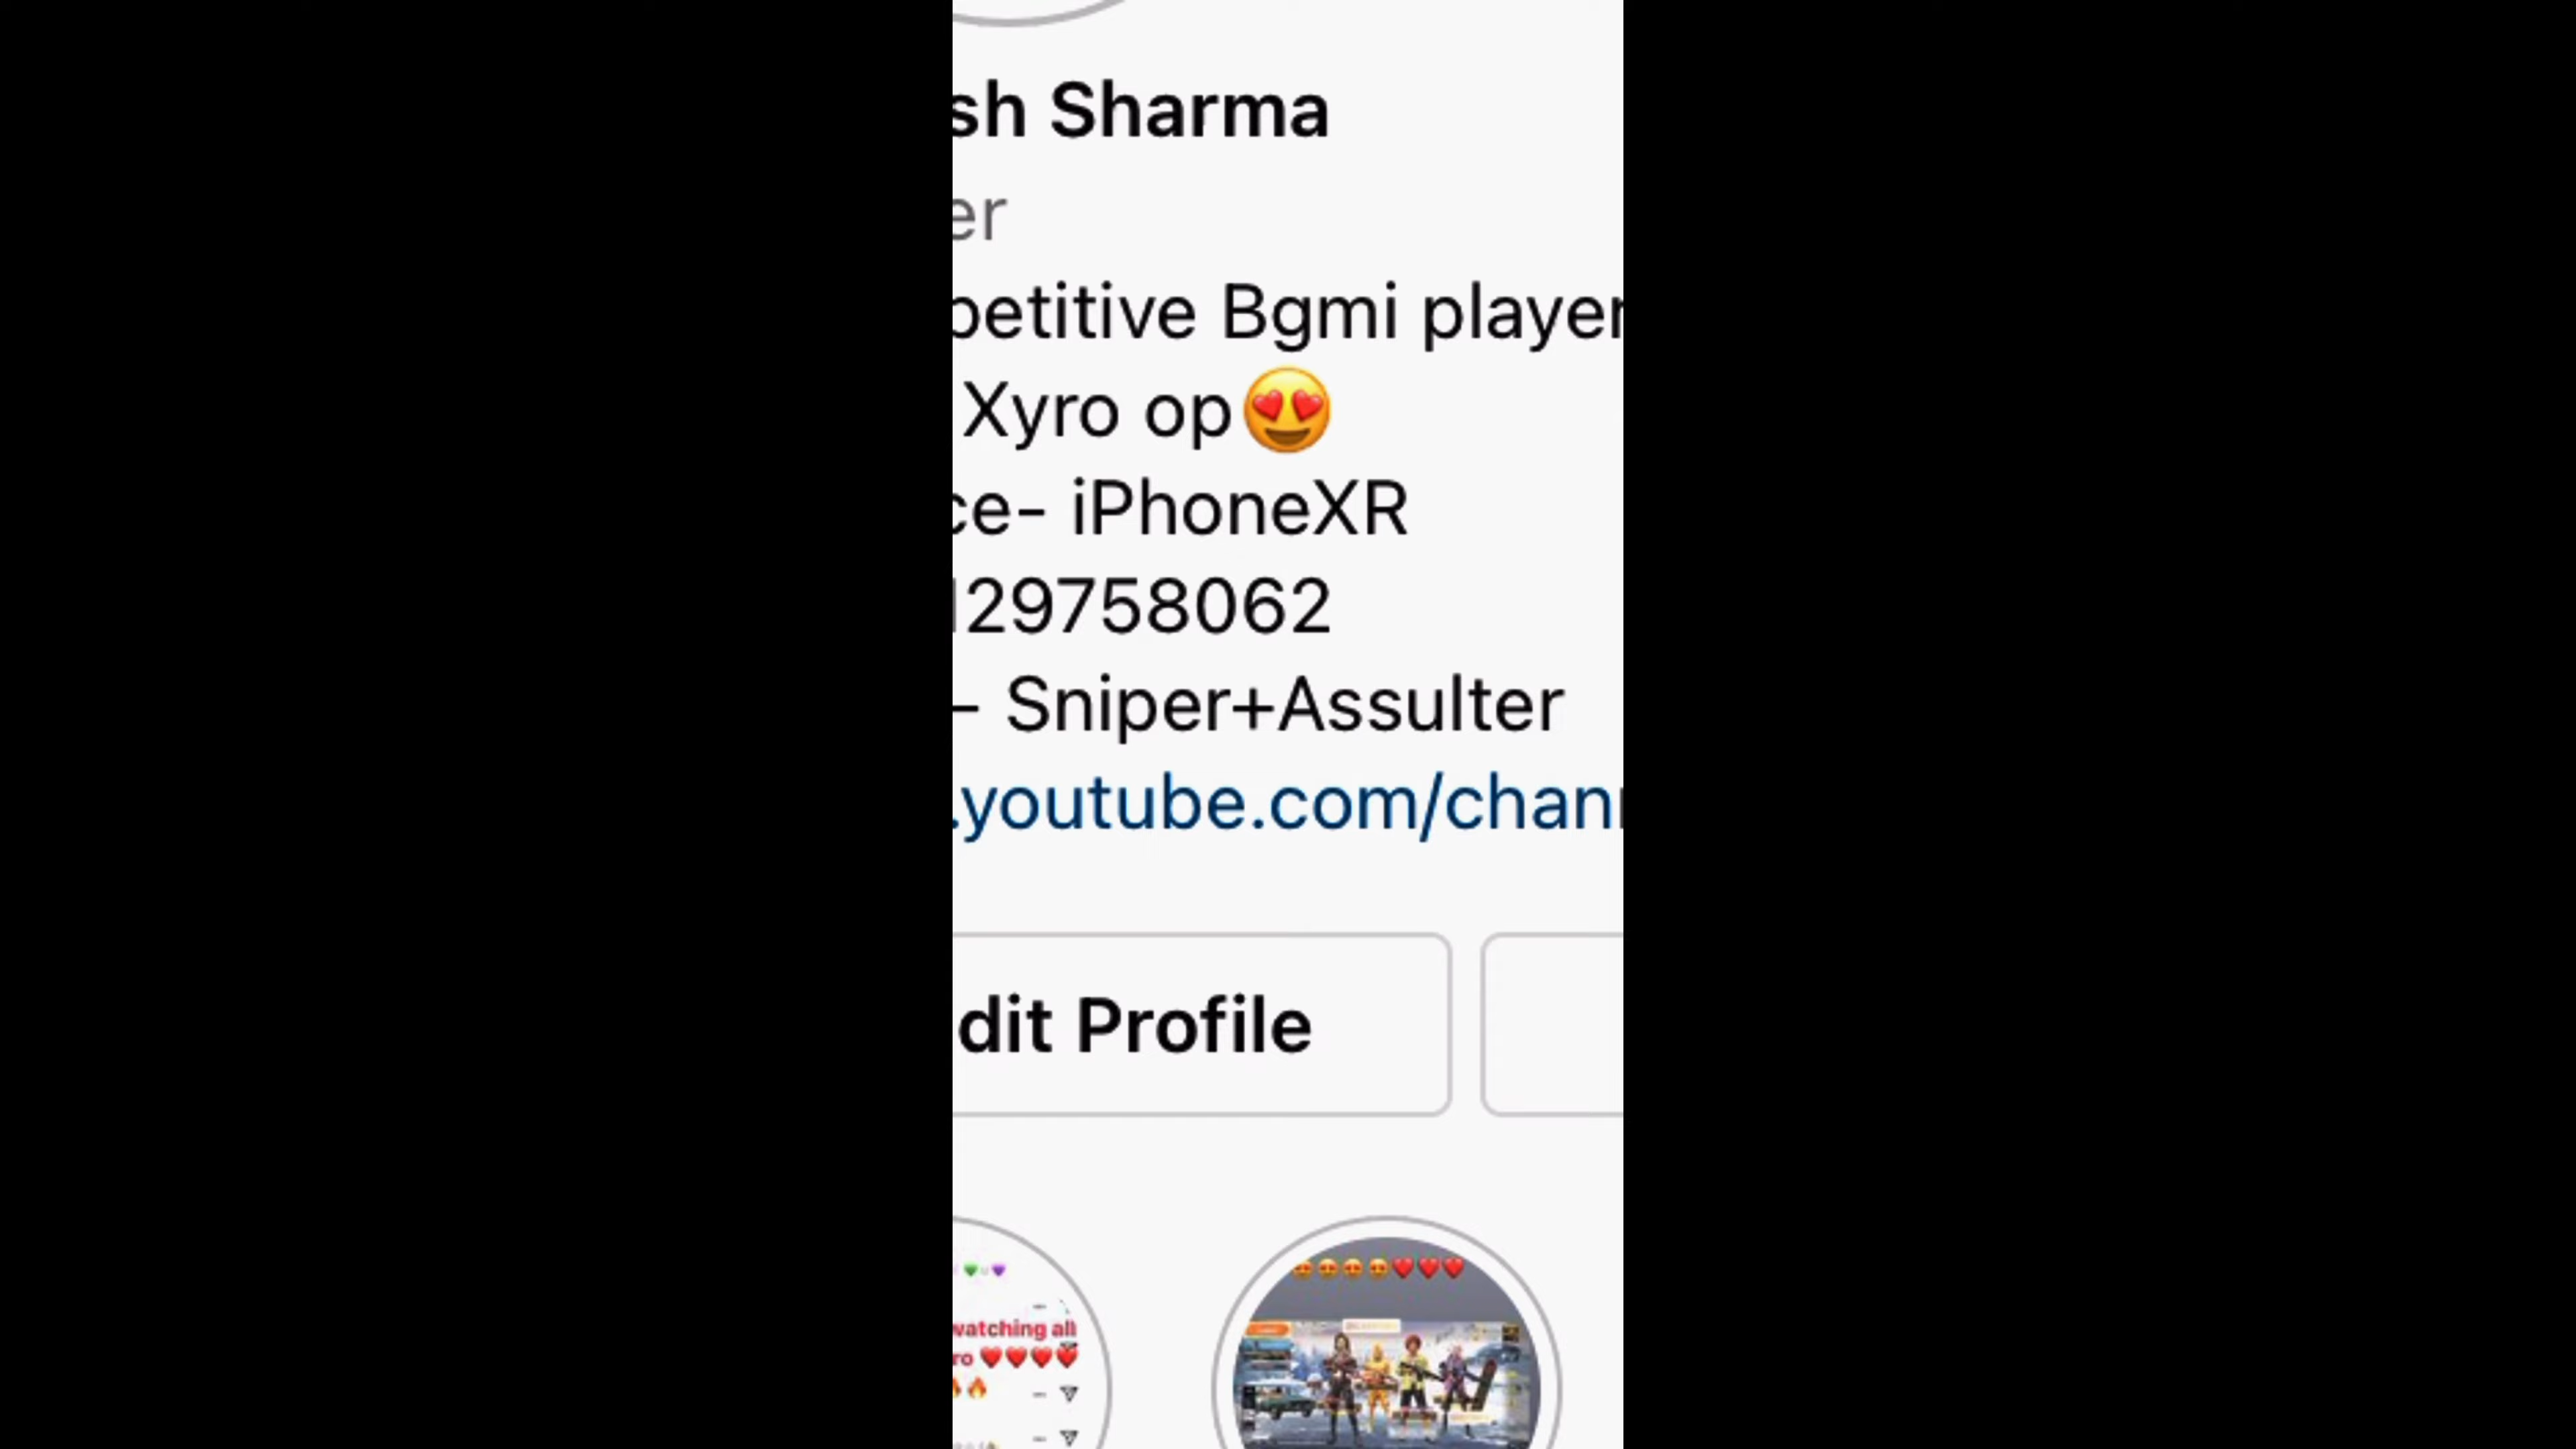 sh Sharma
er
petitive Bgmi player
Xyro op😍
ce- iPhoneXR
129758062
- Sniper+Assulter
.youtube.com/chan
dit Profile
watching all
ro ❤️❤️❤️❤️